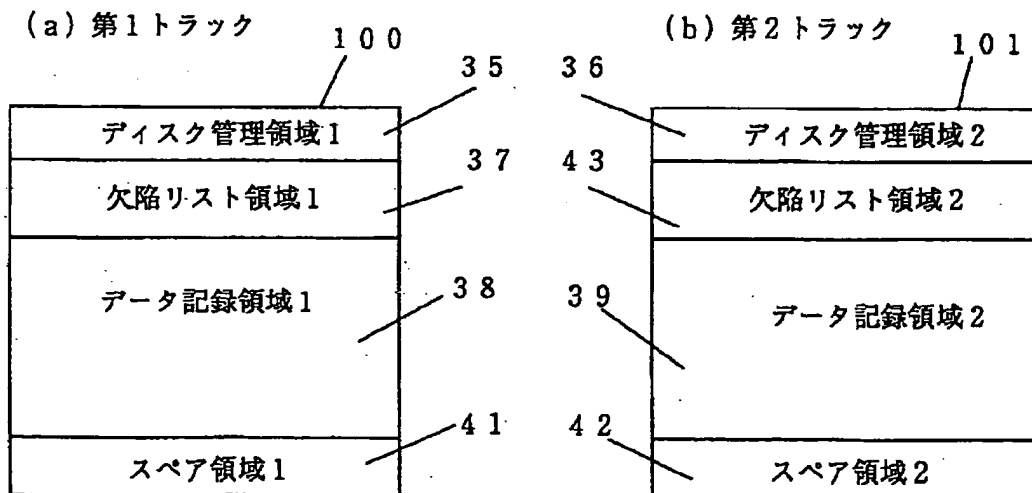 (a) 第1トラック
100
35
ディスク管理領域1
37
欠陥リスト領域1
38
データ記録領域1
41
スペア領域1
(b) 第2トラック
101
36
ディスク管理領域2
43
欠陥リスト領域2
39
データ記録領域2
42
スペア領域2